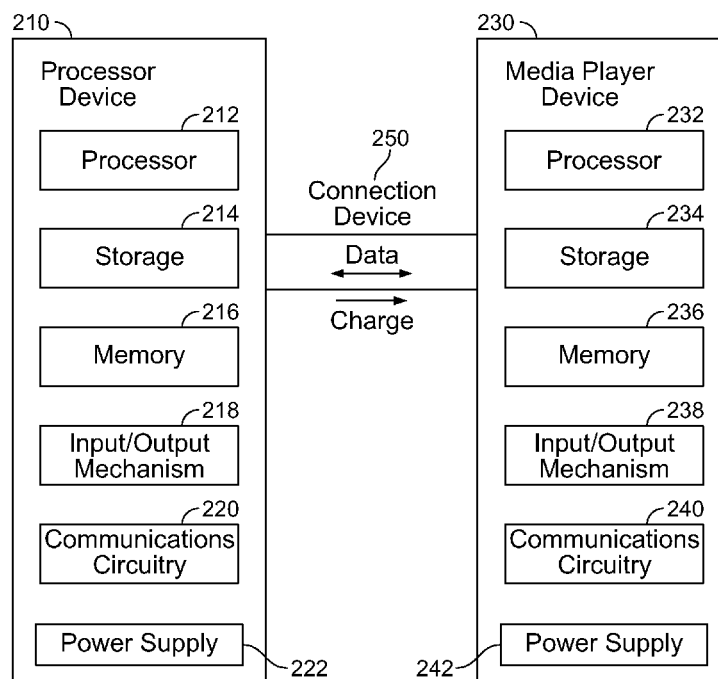 210
Processor
Device
212
Processor
214
Storage
216
Memory
218
Input/Output
Mechanism
220
Communications
Circuitry
Power Supply
222
250
Connection
Device
Data
Charge
230
Media Player
Device
232
Processor
234
Storage
236
Memory
238
Input/Output
Mechanism
240
Communications
Circuitry
Power Supply
242